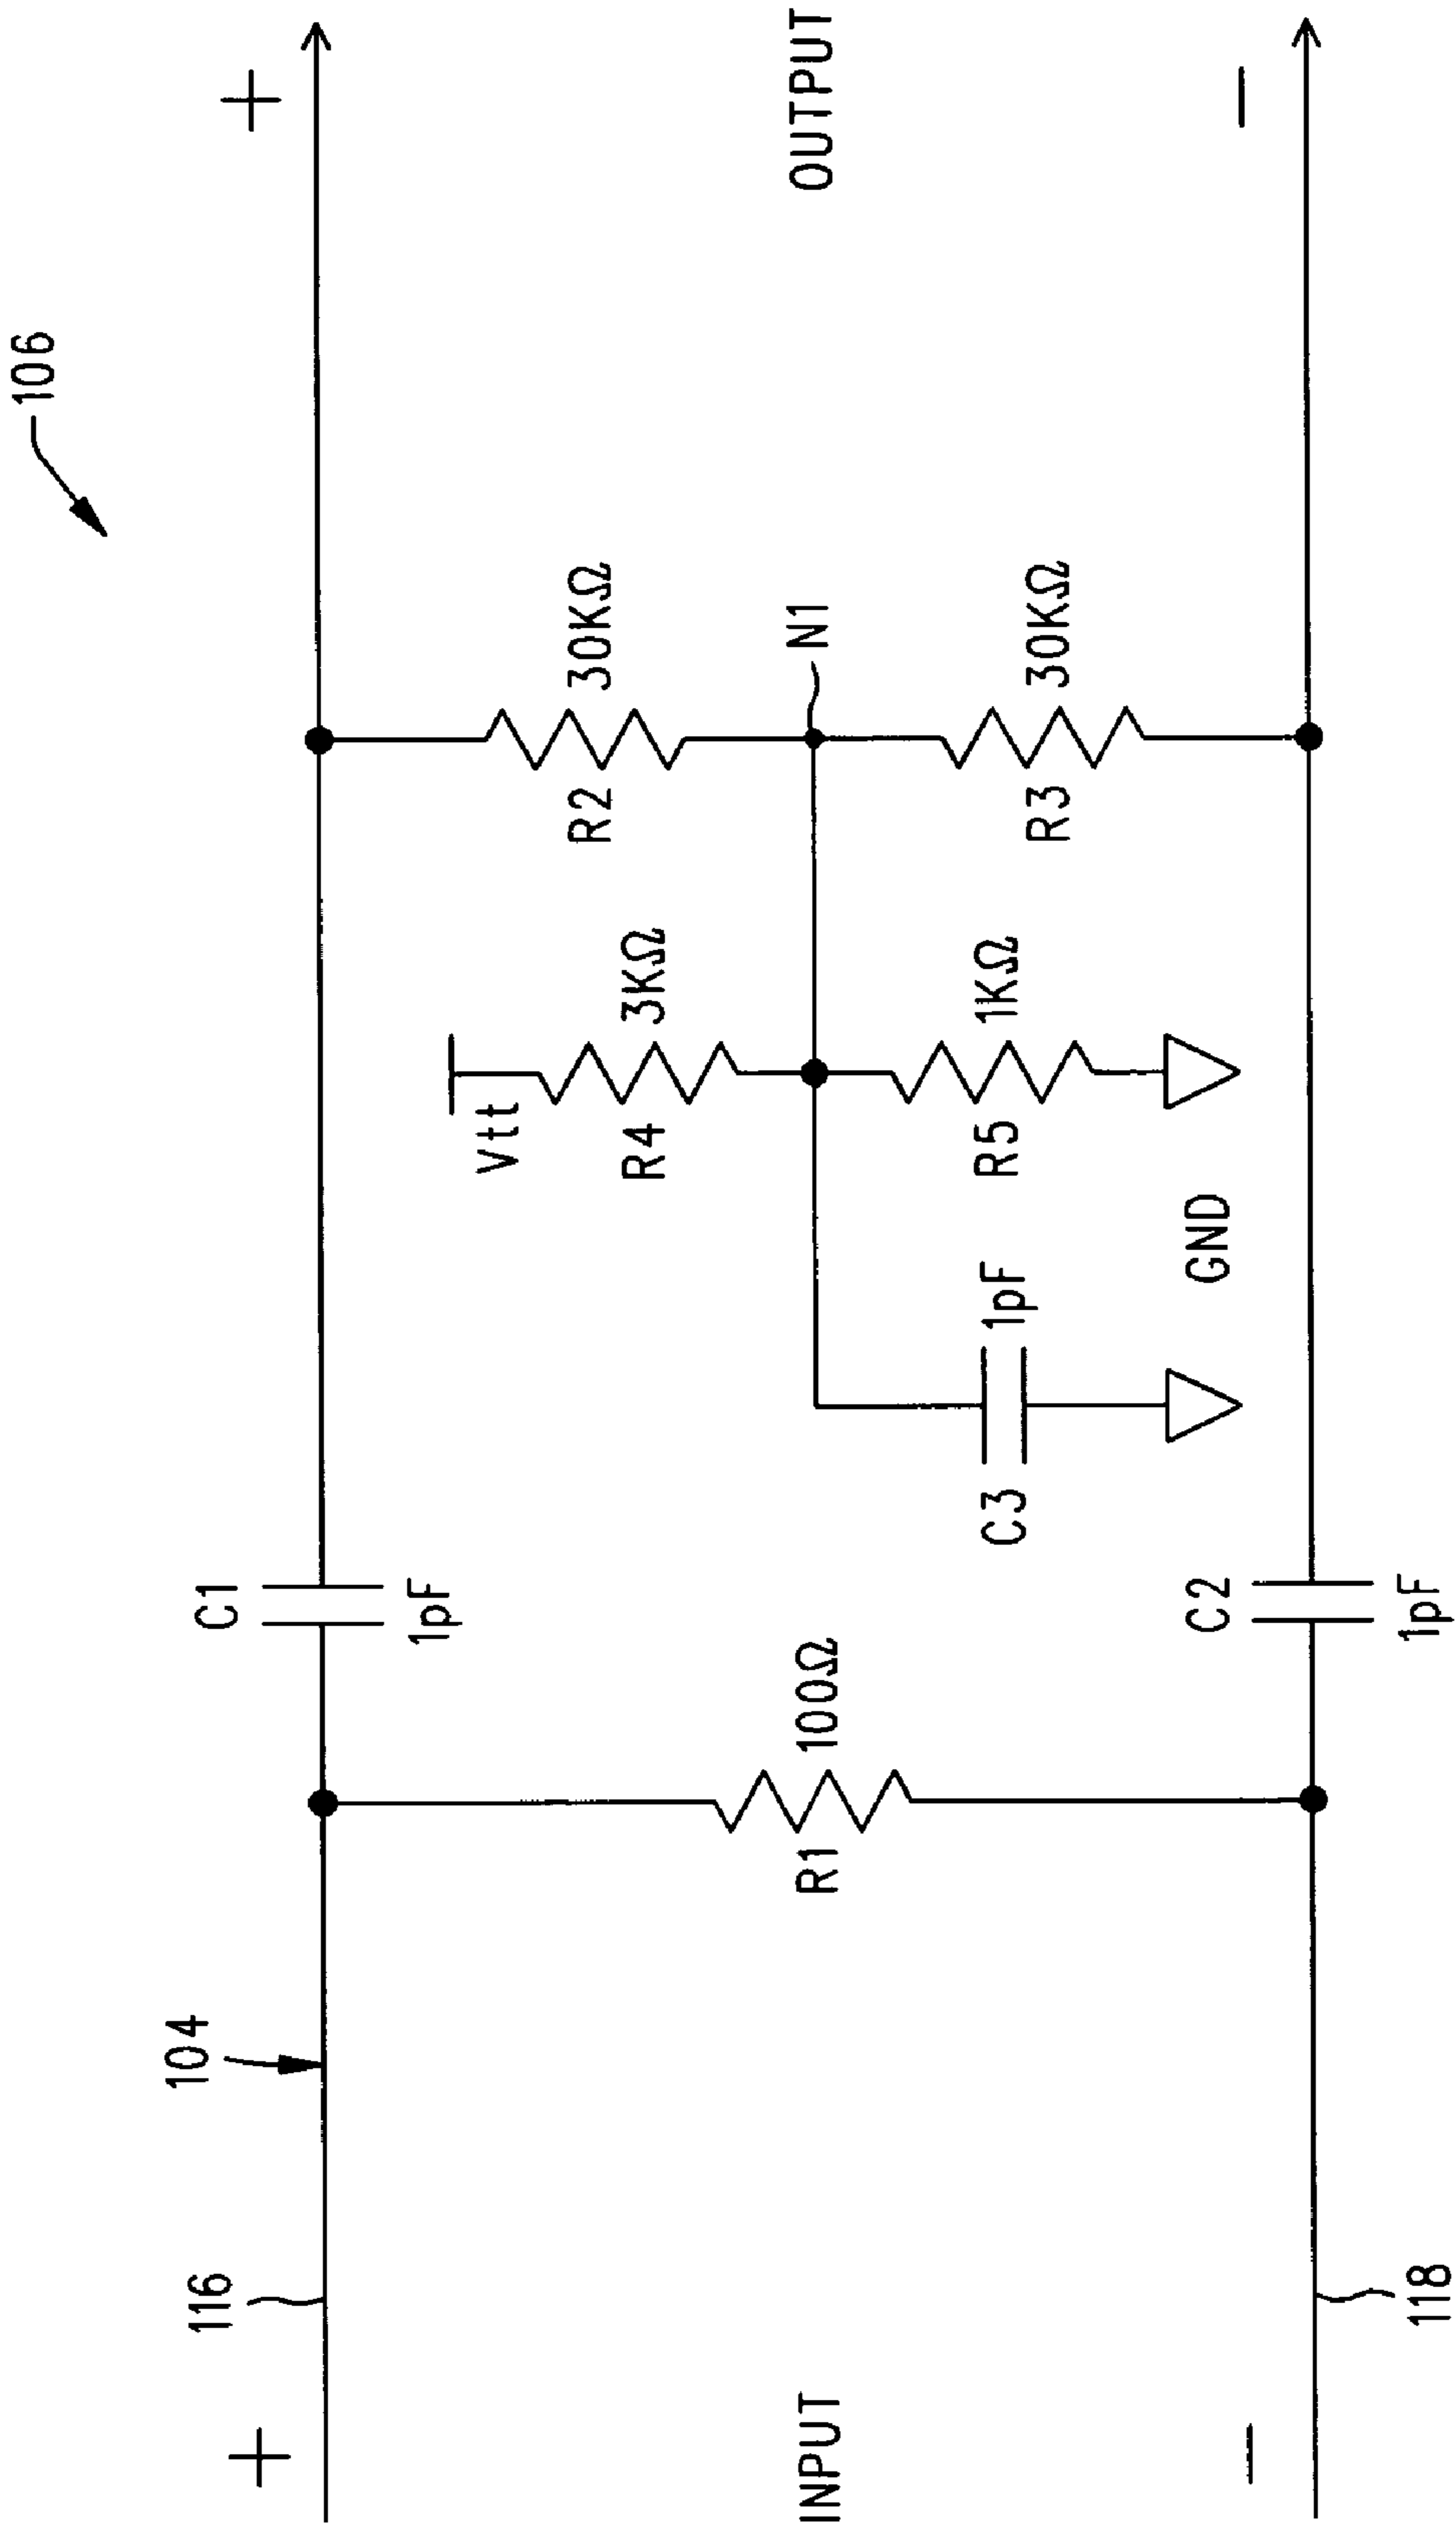 106
+
+
116
104
C1
1pF
Vtt
R4
3KΩ
R2
30KΩ
INPUT
R1
100Ω
N1
OUTPUT
C3
1pF
R5
1KΩ
R3
30KΩ
GND
−
−
C2
1pF
118